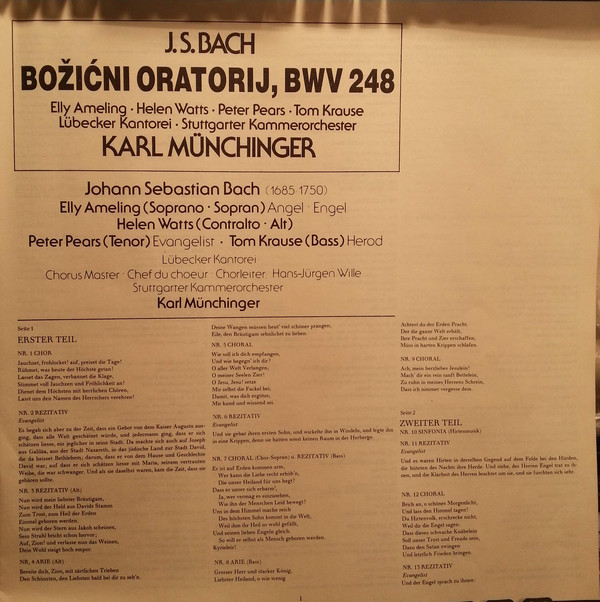 J.S. BACH
BOŽIĆNI ORATORIJ, BWV 248
Elly Ameling · Helen Watts · Peter Pears · Tom Krause
Lübecker Kantorei · Stuttgarter Kammerorchester
KARL MÜNCHINGER
Johann Sebastian Bach (1685-1750)
Elly Ameling (Soprano · Sopran) Angel · Engel
Helen Watts (Contralto · Alt)
Peter Pears (Tenor) Evangelist · Tom Krause (Bass) Herod
Lübecker Kantorei
Chorus Master · Chef du choeur · Chorleiter Hans-Jürgen Wille
Stuttgarter Kammerorchester
Karl Münchinger
Seite 1
ERSTER TEIL
NR. 1 CHOR
Jauchzet, frohlocket! auf, preiset die Tage!
Rühmet, was heute der Höchste getan!
Lasset das Zagen, verbannet die Klage,
Stimmet voll Jauchzen und Fröhlichkeit an!
Dienet dem Höchsten mit herrlichen Chören,
Lasst uns den Namen des Herrschers verehren!
NR. 2 REZITATIV
Evangelist
Es begab sich aber zu der Zeit, dass ein Gebot von dem Kaiser Augusto aus-
ging, dass alle Welt geschätzet würde, und jedermann ging, dass er sich
schätzen liesse, ein jeglicher in seine Stadt. Da machte sich auch auf Joseph
aus Galiläa, aus der Stadt Nazareth, in das jüdische Land zur Stadt David,
die da heisset Bethlehem, darum, dass er von dem Hause und Geschlechte
David war, auf dass er sich schätzen liesse mit Maria, seinem vertrauten
Weibe, die war schwanger. Und als sie daselbst waren, kam die Zeit, dass sie
gebären sollte.
NR. 3 REZITATIV (Alt)
Nun wird mein liebster Bräutigam,
Nun wird der Held aus Davids Stamm
Zum Trost, zum Heil der Erden
Einmal geboren werden.
Nun wird der Stern aus Jakob scheinen,
Sein Strahl bricht schon hervor;
Auf, Zion! und verlasse nun das Weinen,
Dein Wohl steigt hoch empor.
NR. 4 ARIE (Alt)
Bereite dich, Zion, mit zärtlichen Trieben
Den Schönsten, den Liebsten bald bei dir zu seh'n.
Deine Wangen müssen heut' viel schöner prangen,
Eile, den Bräutigam sehnlichst zu lieben.
NR. 5 CHORAL
Wie soll ich dich empfangen,
Und wie begegn' ich dir?
O aller Welt Verlangen,
O meiner Seelen Zier!
O Jesu, Jesu! setze
Mir selbst die Fackel bei,
Damit, was dich ergötze,
Mir kund und wissend sei.
NR. 6 REZITATIV
Evangelist
Und sie gebar ihren ersten Sohn, und wickelte ihn in Windeln, und legte ihn
in eine Krippen, denn sie hatten sonst keinen Raum in der Herberge.
NR. 7 CHORAL (Chor-Sopran) u. REZITATIV (Bass)
Er ist auf Erden kommen arm,
Wer kann die Liebe recht erhöh'n,
Die unser Heiland für uns hegt?
Dass er unser sich erbarm',
Ja, wer vermag es einzusehen,
Wie ihn der Menschen Leid bewegt?
Uns in dem Himmel mache reich
Des höchsten Sohn kommt in die Welt,
Weil ihm ihr Heil so wohl gefällt,
Und seinen lieben Engeln gleich.
So will er selbst als Mensch geboren werden.
Kyrieleis!
NR. 8 ARIE (Bass)
Grosser Herr und starker König,
Liebster Heiland, o wie wenig
Achtest du der Erden Pracht.
Der die ganze Welt erhält,
Ihre Pracht und Zier erschaffen,
Muss in harten Krippen schlafen.
NR. 9 CHORAL
Ach, mein herzliebes Jesulein!
Mach' dir ein rein sanft Bettelein,
Zu ruhn in meines Herzens Schrein,
Dass ich nimmer vergesse dein.
Seite 2
ZWEITER TEIL
NR. 10 SINFONIA (Hirtenmusik)
NR. 11 REZITATIV
Evangelist
Und es waren Hirten in derselben Gegend auf dem Felde bei den Hürden,
die hüteten des Nachts ihre Herde. Und siehe, des Herren Engel trat zu ih-
nen, und die Klarheit des Herren leuchtet um sie, und sie furchten sich sehr.
NR. 12 CHORAL
Brich an, o schönes Morgenlicht,
Und lass den Himmel tagen!
Du Hirtenvolk, erschrecke nicht,
Weil dir die Engel sagen:
Dass dieses schwache Knäbelein
Soll unser Trost und Freude sein,
Dazu den Satan zwingen
Und letztlich Frieden bringen.
NR. 13 REZITATIV
Evangelist
Und der Engel sprach zu ihnen:
1